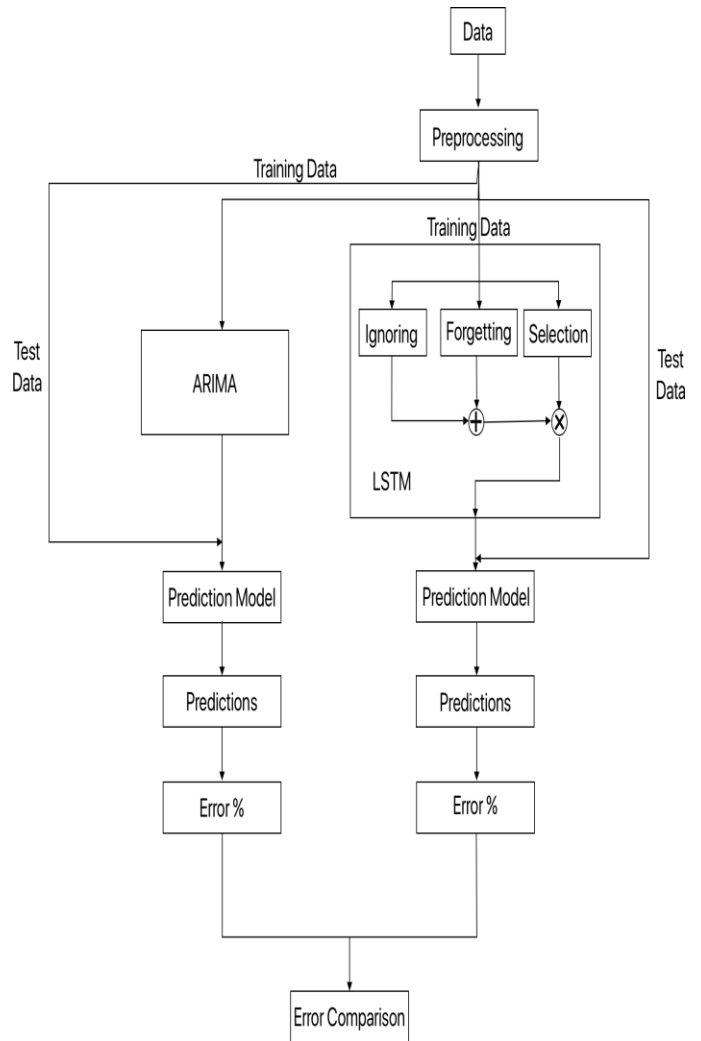 Data
Preprocessing
Training Data
Training Data
Ignoring
Forgetting
Selection
Test
Data
ARIMA
Test
Data
+
x
LSTM
Prediction Model
Prediction Model
Predictions
Predictions
Error %
Error %
Error Comparison